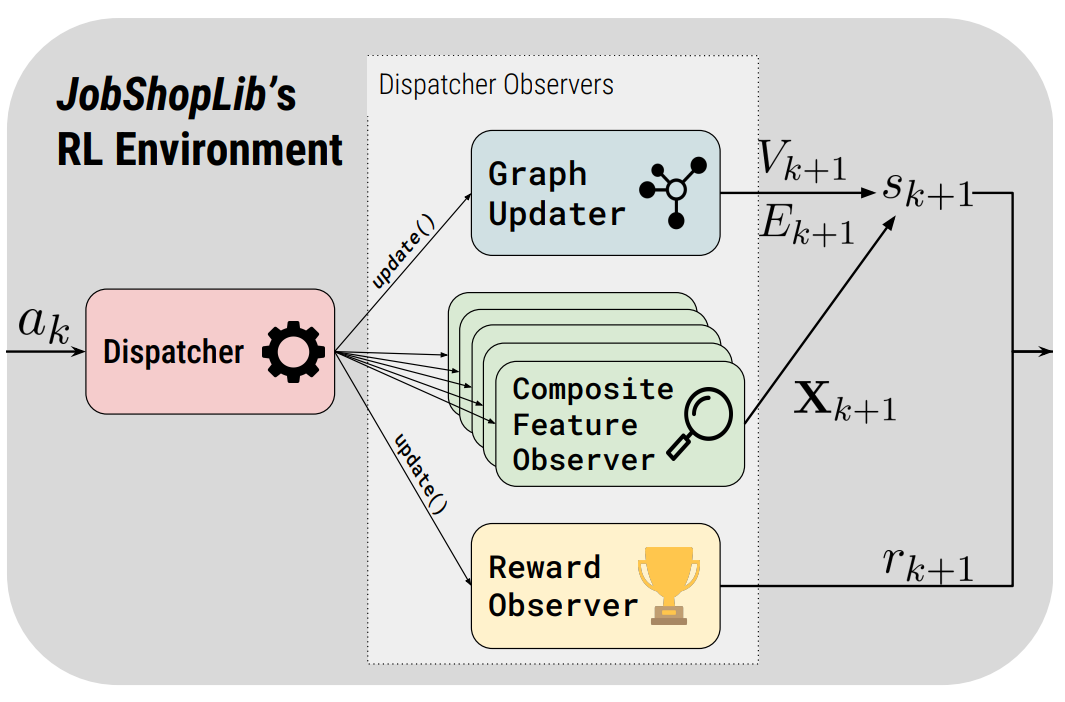 JobShopLib's
RL Environment
Dispatcher Observers
Graph
Updater
update()
V_{k+1}
E_{k+1}
s_{k+1}
a_k
Dispatcher
Composite
Feature
Observer
X_{k+1}
update()
Reward
Observer
r_{k+1}